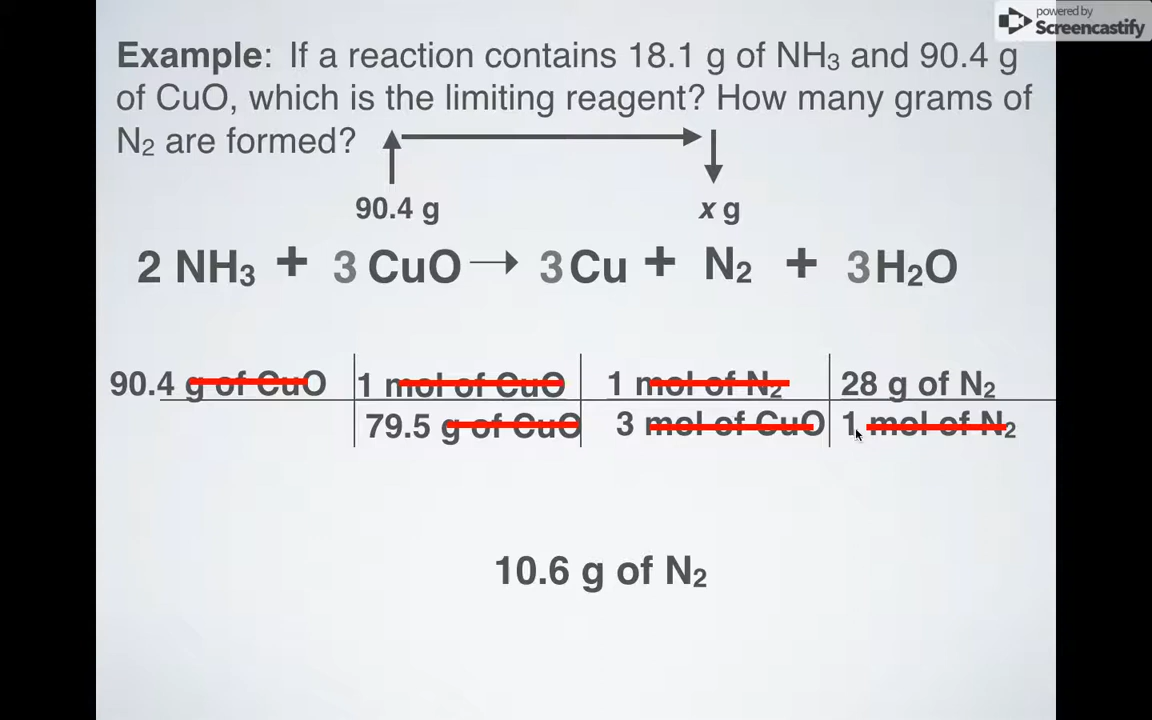 powered by
Screencastify
Example: If a reaction contains 18.1 g of NH₃ and 90.4 g
of CuO, which is the limiting reagent? How many grams of
N₂ are formed?
90.4 g x g
2 NH₃ + 3 CuO → 3 Cu + N₂ + 3 H₂O
90.4 g of CuO 1 mol of CuO 1 mol of N₂ 28 g of N₂
79.5 g of CuO 3 mol of CuO 1 mol of N₂
10.6 g of N₂